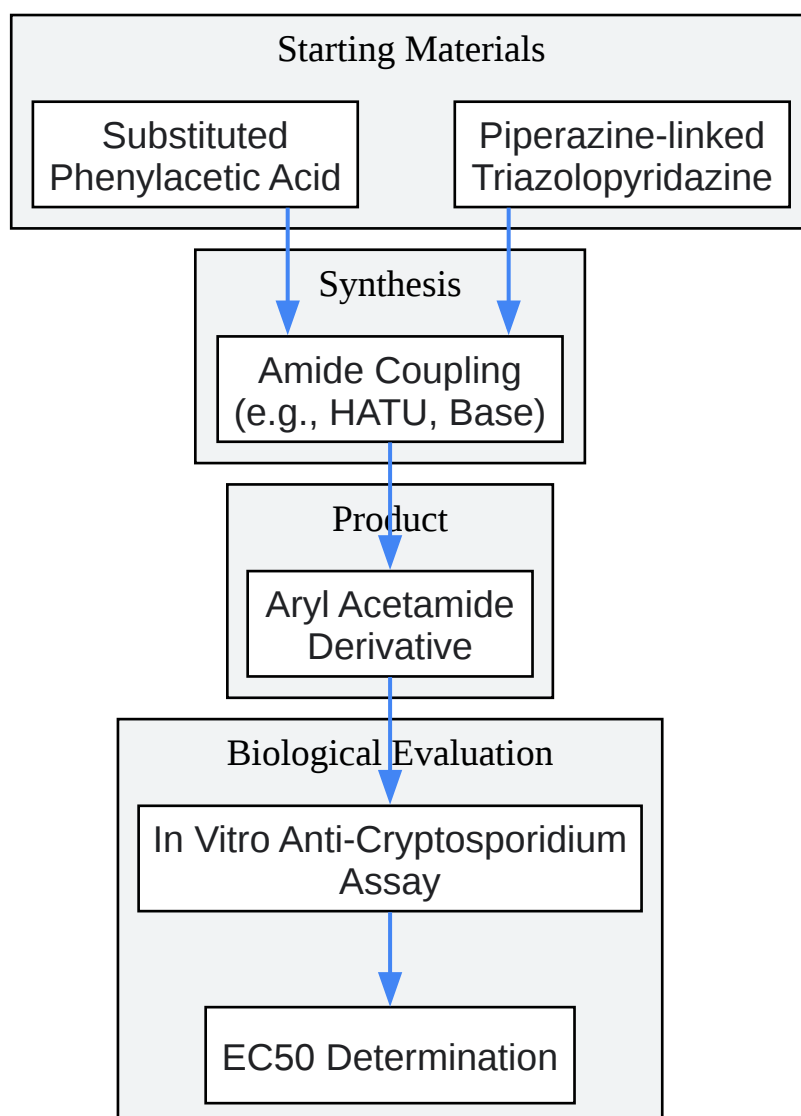 Starting Materials
Substituted
Phenylacetic Acid
Piperazine-linked
Triazolopyridazine
Synthesis
Amide Coupling
(e.g., HATU, Base)
Product
Aryl Acetamide
Derivative
Biological Evaluation
In Vitro Anti-Cryptosporidium
Assay
EC50 Determination